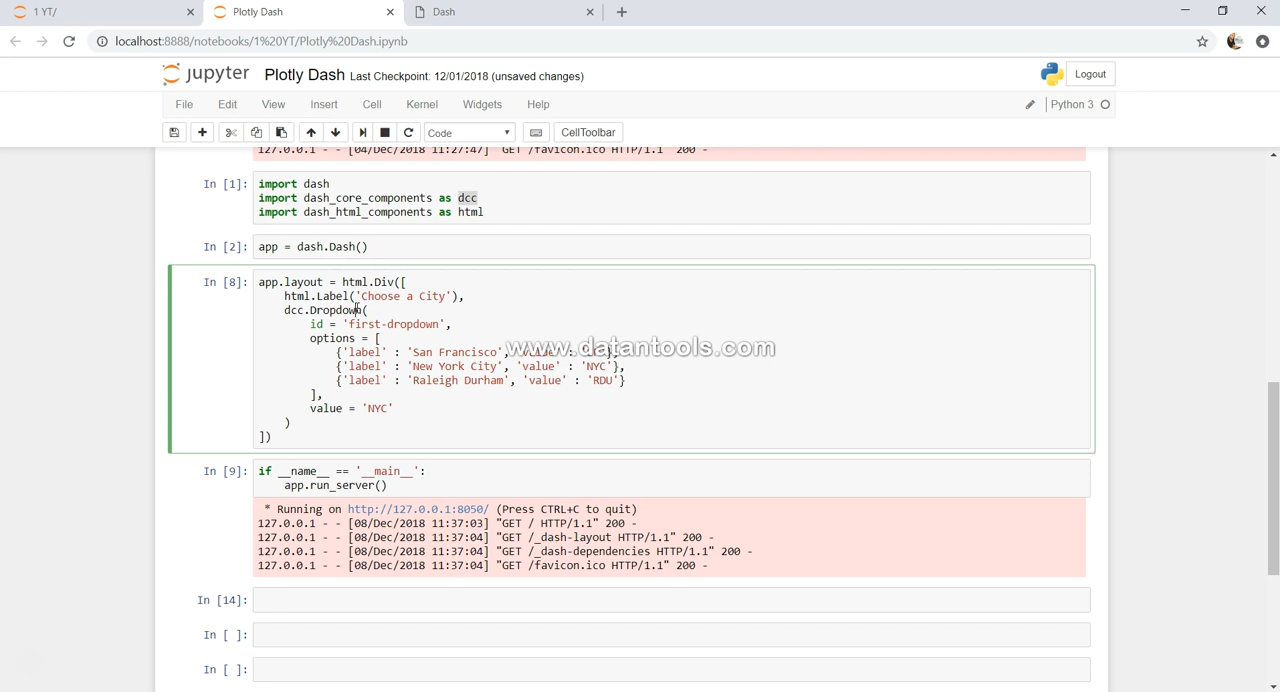 1 YT/
Plotly Dash
Dash
localhost:8888/notebooks/1%20YT/Plotly%20Dash.ipynb
jupyter Plotly Dash Last Checkpoint: 12/01/2018 (unsaved changes)
Logout
File Edit View Insert Cell Kernel Widgets Help
Python 3
Code
CellToolbar
127.0.0.1 - - [04/Dec/2018 11:27:47] "GET /favicon.ico HTTP/1.1" 200 -
In [1]: import dash
import dash_core_components as dcc
import dash_html_components as html
In [2]: app = dash.Dash()
In [8]: app.layout = html.Div([
html.Label('Choose a City'),
dcc.Dropdown(
id = 'first-dropdown',
options = [
{'label' : 'San Francisco',
www.datantools.com
{'label' : 'New York City', 'value' : 'NYC'},
{'label' : 'Raleigh Durham', 'value' : 'RDU'}
],
value = 'NYC'
)
])
In [9]: if __name__ == '__main__':
app.run_server()
* Running on http://127.0.0.1:8050/ (Press CTRL+C to quit)
127.0.0.1 - - [08/Dec/2018 11:37:03] "GET / HTTP/1.1" 200 -
127.0.0.1 - - [08/Dec/2018 11:37:04] "GET /_dash-layout HTTP/1.1" 200 -
127.0.0.1 - - [08/Dec/2018 11:37:04] "GET /_dash-dependencies HTTP/1.1" 200 -
127.0.0.1 - - [08/Dec/2018 11:37:04] "GET /favicon.ico HTTP/1.1" 200 -
In [14]:
In [ ]:
In [ ]: